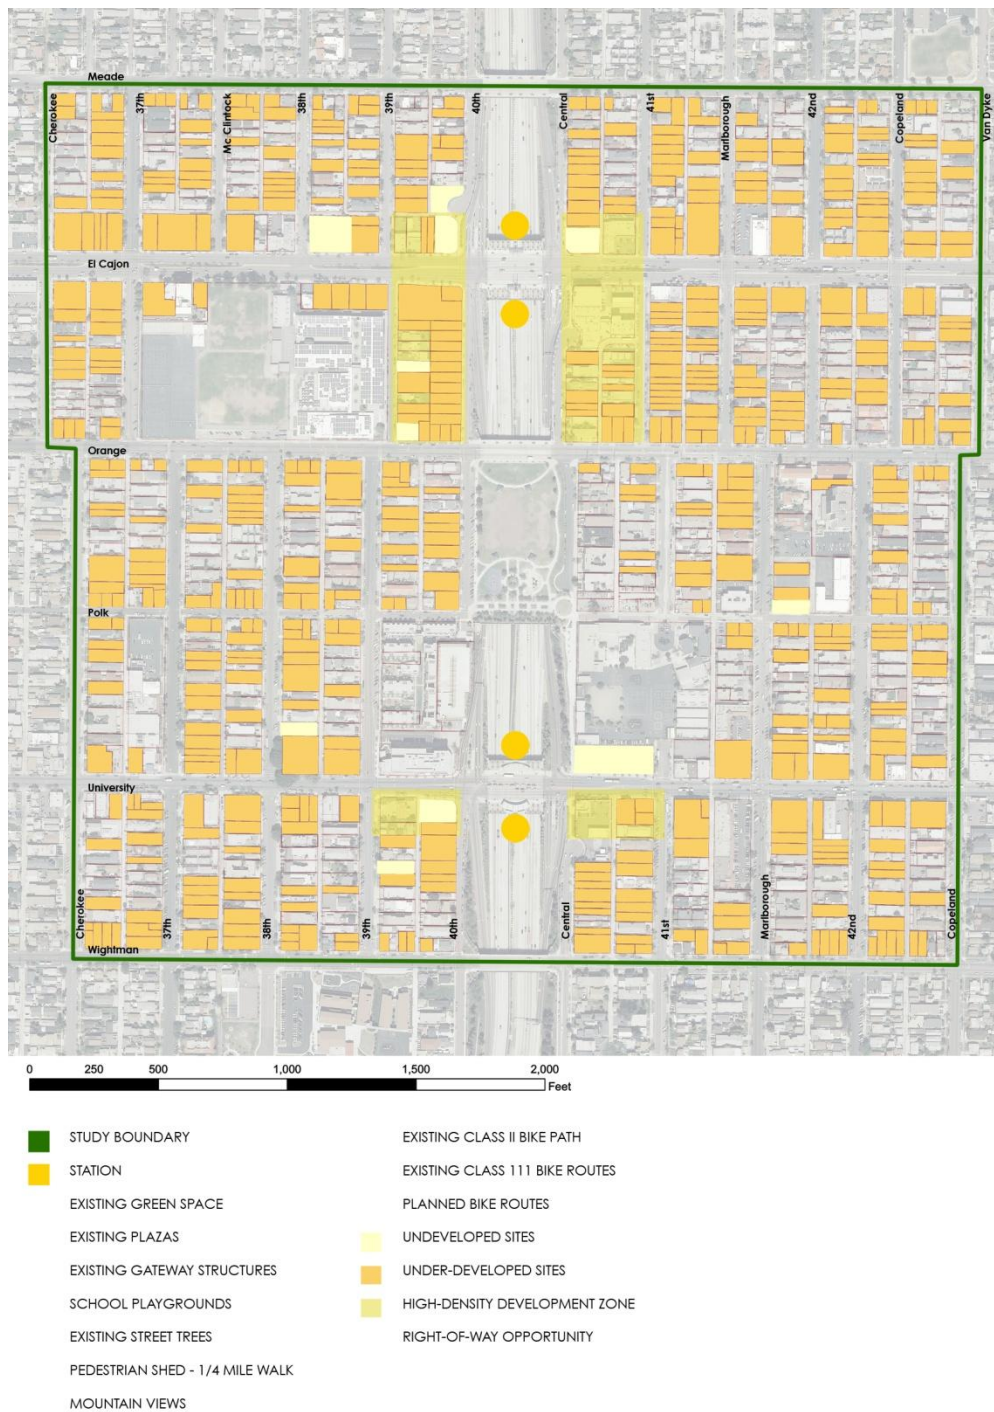 Meade
Cherokee
37th
Mc Clintock
38th
39th
40th
Central
41st
Marlborough
42nd
Copeland
Van Dyke
El Cajon
Orange
Polk
University
Cherokee
37th
38th
39th
40th
Central
41st
Marlborough
42nd
Copeland
Wightman
0 250 500 1,000 1,500 2,000
Feet
STUDY BOUNDARY
STATION
EXISTING GREEN SPACE
EXISTING PLAZAS
EXISTING GATEWAY STRUCTURES
SCHOOL PLAYGROUNDS
EXISTING STREET TREES
PEDESTRIAN SHED - 1/4 MILE WALK
MOUNTAIN VIEWS
EXISTING CLASS II BIKE PATH
EXISTING CLASS 111 BIKE ROUTES
PLANNED BIKE ROUTES
UNDEVELOPED SITES
UNDER-DEVELOPED SITES
HIGH-DENSITY DEVELOPMENT ZONE
RIGHT-OF-WAY OPPORTUNITY